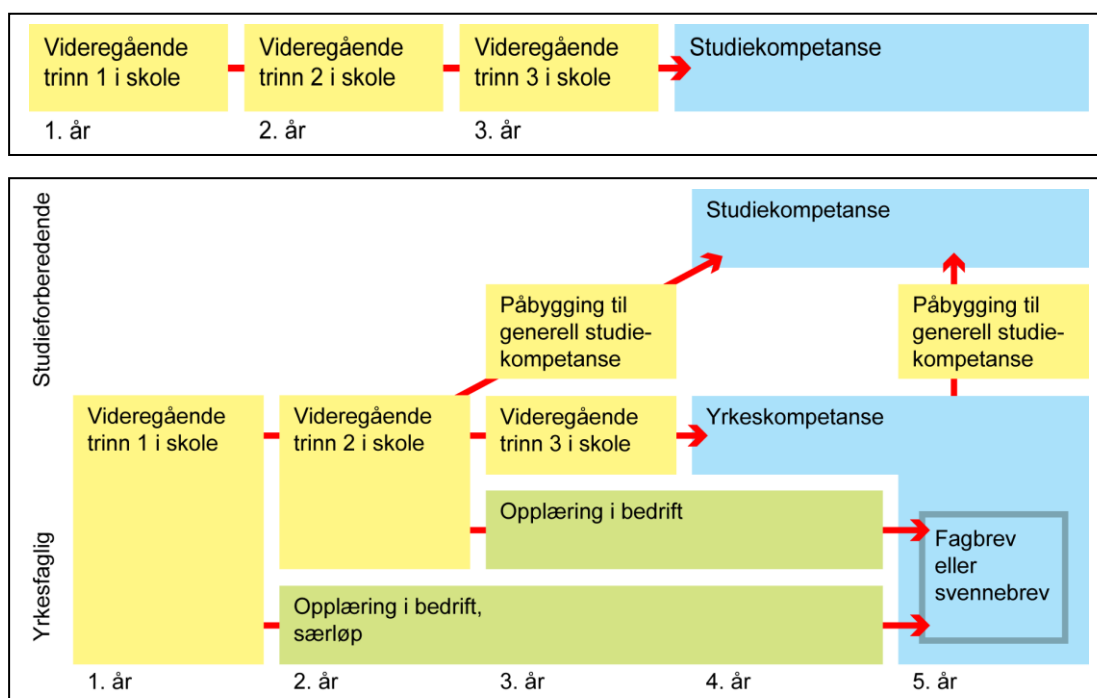 Videregående
trinn 1 i skole
Videregående
trinn 2 i skole
Videregående
trinn 3 i skole
Studiekompetanse
1. år
2. år
3. år
Studieforberedende
Studiekompetanse
Påbygging til
generell studie-
kompetanse
Påbygging til
generell studie-
kompetanse
Yrkesfaglig
Videregående
trinn 1 i skole
Videregående
trinn 2 i skole
Videregående
trinn 3 i skole
Yrkeskompetanse
Opplæring i bedrift
Fagbrev
eller
svennebrev
Opplæring i bedrift,
særløp
1. år
2. år
3. år
4. år
5. år